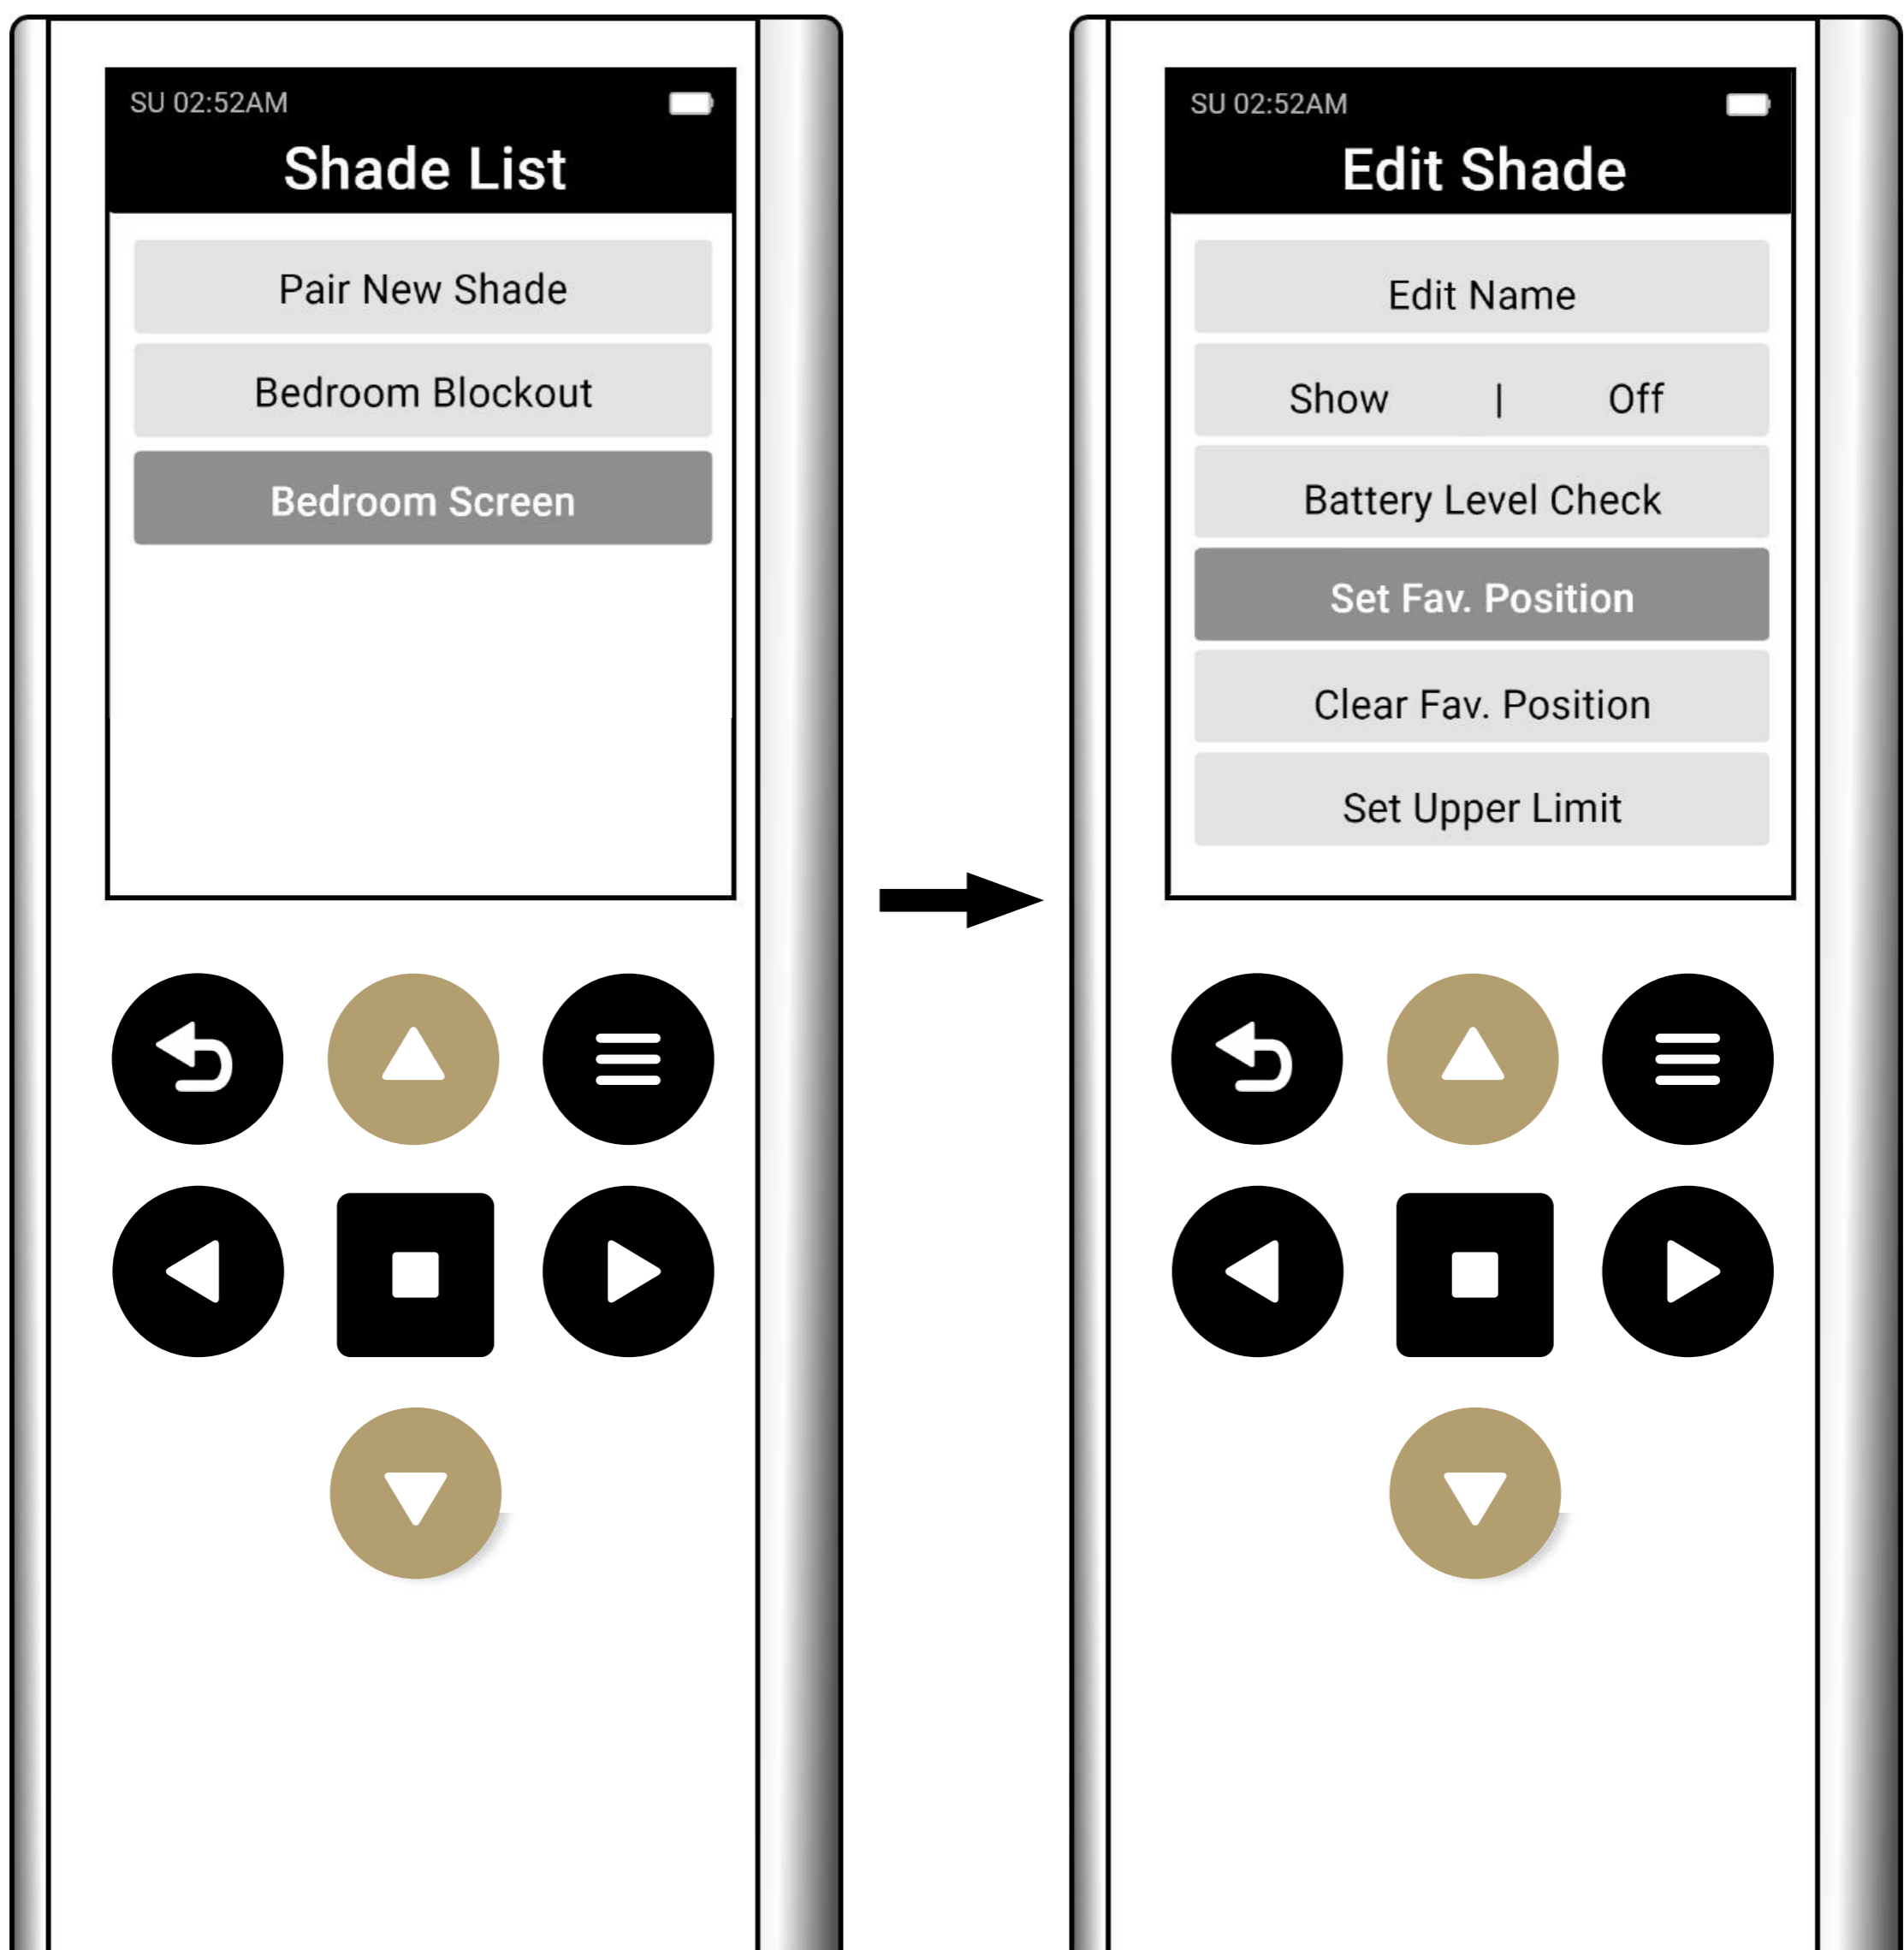 SU 02:52AM
Shade List
Pair New Shade
Bedroom Blockout
Bedroom Screen
SU 02:52AM
Edit Shade
Edit Name
Show | Off
Battery Level Check
Set Fav. Position
Clear Fav. Position
Set Upper Limit